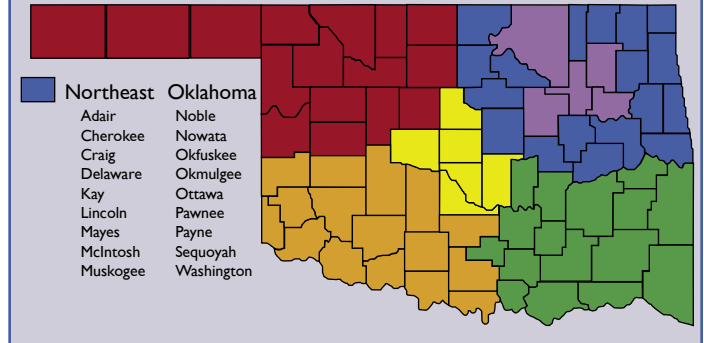 Northeast Oklahoma
Adair Noble
Cherokee Nowata
Craig Okfuskee
Delaware Okmulgee
Kay Ottawa
Lincoln Pawnee
Mayes Payne
McIntosh Sequoyah
Muskogee Washington